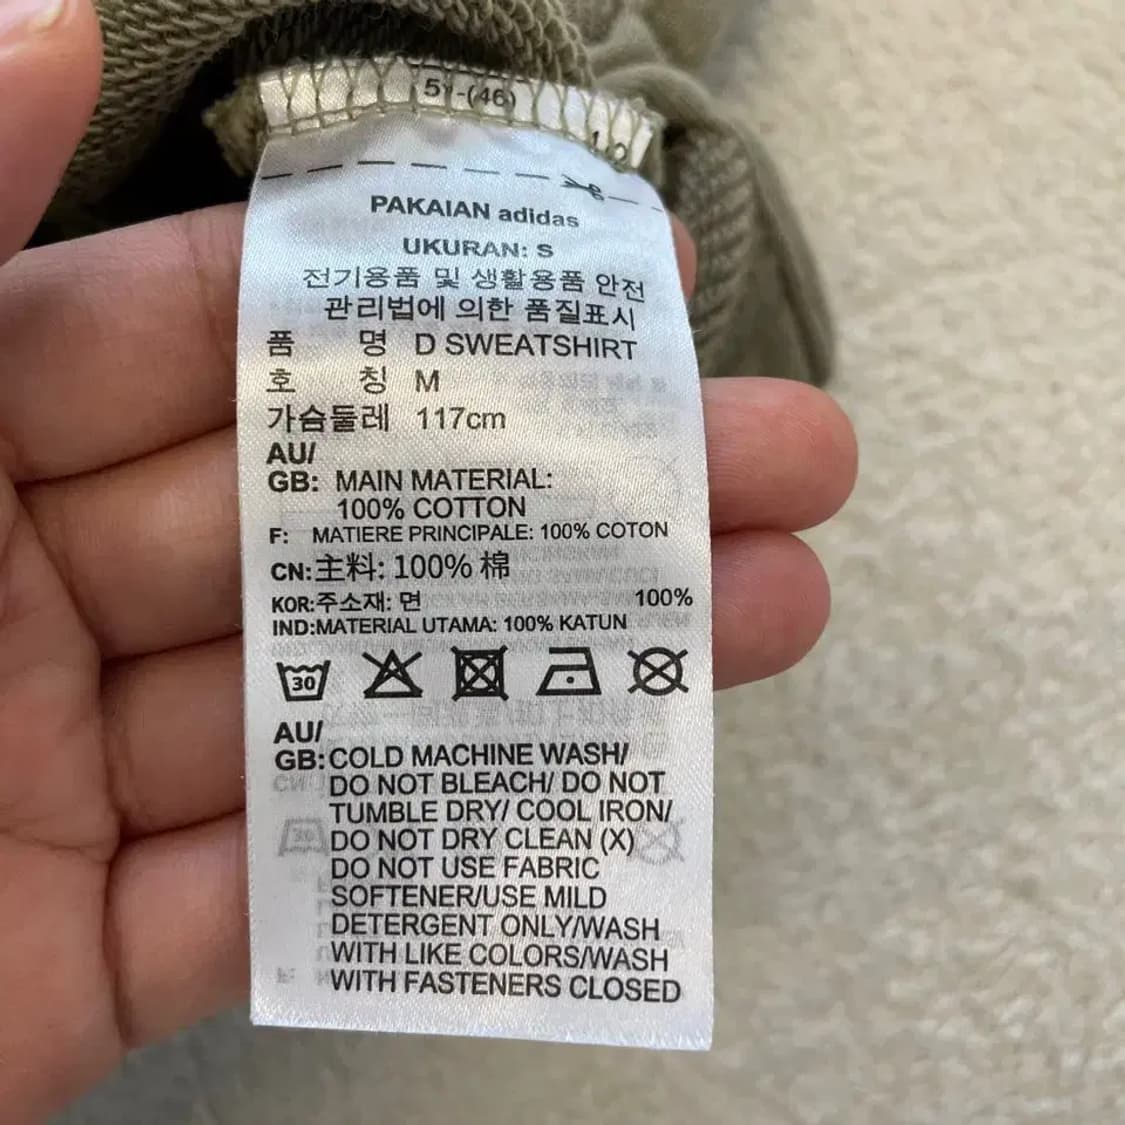 -(46)
PAKAIAN adidas
UKURAN: S
전기용품 및 생활용품 안전
관리법에 의한 품질표시
품 명 D SWEATSHIRT
호 칭 M
가슴둘레 117cm
AU/
GB: MAIN MATERIAL:
100% COTTON
F: MATIERE PRINCIPALE: 100% COTON
CN:主料: 100% 棉
KOR:주소재: 면 100%
IND:MATERIAL UTAMA: 100% KATUN
30
AU/
GB:COLD MACHINE WASH/
DO NOT BLEACH/ DO NOT
TUMBLE DRY/ COOL IRON/
DO NOT DRY CLEAN (X)
DO NOT USE FABRIC
SOFTENER/USE MILD
DETERGENT ONLY/WASH
WITH LIKE COLORS/WASH
WITH FASTENERS CLOSED